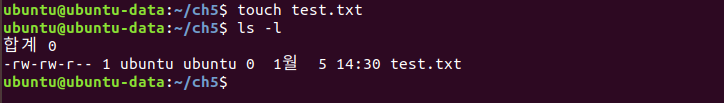 ubuntu@ubuntu-data:~/ch5$ touch test.txt
ubuntu@ubuntu-data:~/ch5$ ls -l
합계 0
-rw-rw-r-- 1 ubuntu ubuntu 0  1월  5 14:30 test.txt
ubuntu@ubuntu-data:~/ch5$